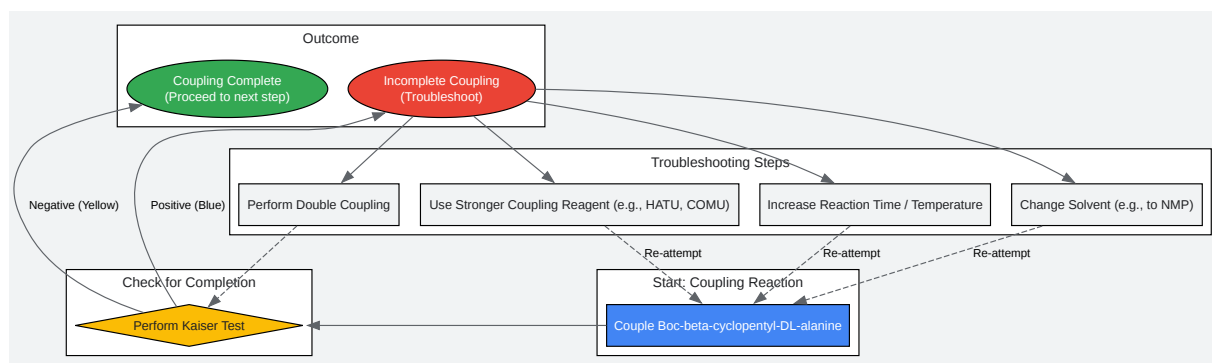 Outcome
Coupling Complete
(Proceed to next step)
Incomplete Coupling
(Troubleshoot)
Troubleshooting Steps
Perform Double Coupling
Use Stronger Coupling Reagent (e.g., HATU, COMU)
Increase Reaction Time / Temperature
Change Solvent (e.g., to NMP)
Negative (Yellow)
Positive (Blue)
Re-attempt
Re-attempt
Re-attempt
Check for Completion
Perform Kaiser Test
Start: Coupling Reaction
Couple Boc-beta-cyclopentyl-DL-alanine